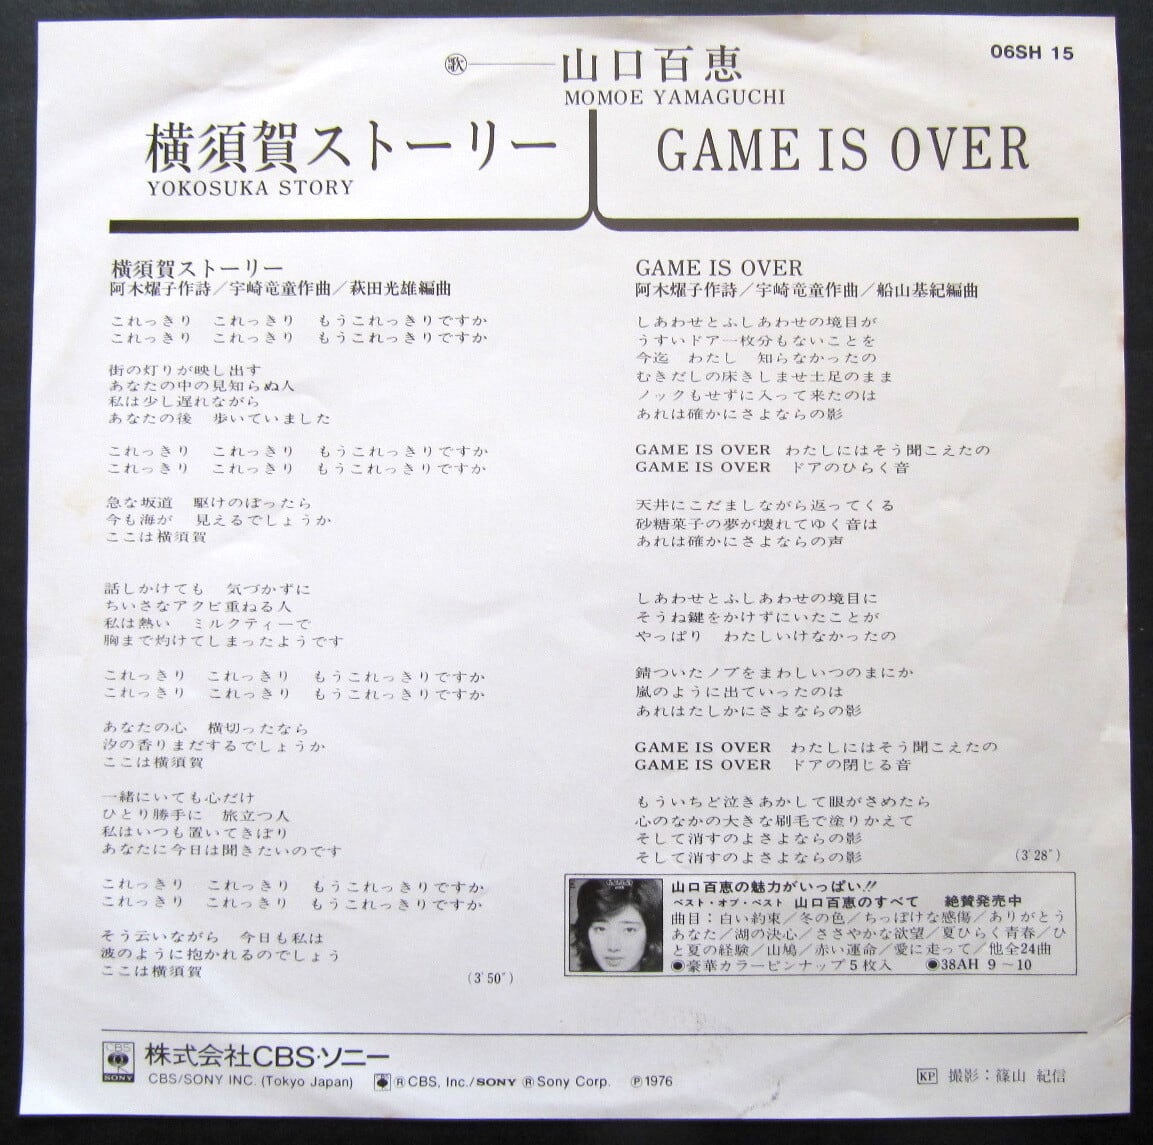 ㊐歌 山口百恵
06SH 15
MOMOE YAMAGUCHI
横須賀ストーリー
YOKOSUKA STORY
GAME IS OVER
横須賀ストーリー
阿木燿子作詩／宇崎竜童作曲／萩田光雄編曲
これっきり　これっきり　もうこれっきりですか
これっきり　これっきり　もうこれっきりですか
街の灯りが映し出す
あなたの中の見知らぬ人
私は少し遅れながら
あなたの後　歩いていました
これっきり　これっきり　もうこれっきりですか
これっきり　これっきり　もうこれっきりですか
急な坂道　駆けのぼったら
今も海が　見えるでしょうか
ここは横須賀
話しかけても　気づかずに
ちいさなアクビ重ねる人
私は熱い　ミルクティーで
胸まで灼けてしまったようです
これっきり　これっきり　もうこれっきりですか
これっきり　これっきり　もうこれっきりですか
あなたの心　横切ったなら
汐の香りまだするでしょうか
ここは横須賀
一緒にいても心だけ
ひとり勝手に　旅立つ人
私はいつも置いてきぼり
あなたに今日は聞きたいのです
これっきり　これっきり　もうこれっきりですか
これっきり　これっきり　もうこれっきりですか
そう云いながら　今日も私は
波のように抱かれるのでしょう
ここは横須賀
(3′50″)
GAME IS OVER
阿木燿子作詩／宇崎竜童作曲／船山基紀編曲
しあわせとふしあわせの境目が
うすいドア一枚分もないことを
今迄　わたし　知らなかったの
むきだしの床きしませ土足のまま
ノックもせずに入って来たのは
あれは確かにさよならの影
GAME IS OVER　わたしにはそう聞こえたの
GAME IS OVER　ドアのひらく音
天井にこだましながら返ってくる
砂糖菓子の夢が壊れてゆく音は
あれは確かにさよならの声
しあわせとふしあわせの境目に
そうね鍵をかけずにいたことが
やっぱり　わたしいけなかったの
錆ついたノブをまわしいつのまにか
嵐のように出ていったのは
あれはたしかにさよならの影
GAME IS OVER　わたしにはそう聞こえたの
GAME IS OVER　ドアの閉じる音
もういちど泣きあかして眼がさめたら
心のなかの大きな刷毛で塗りかえて
そして消すのよさよならの影
そして消すのよさよならの影
(3′28″)
山口百恵の魅力がいっぱい!!
ベスト・オブ・ベスト　山口百恵のすべて　絶賛発売中
曲目：白い約束／冬の色／ちっぽけな感傷／ありがとう
あなた／湖の決心／ささやかな欲望／夏ひらく青春／ひ
と夏の経験／山鳩／赤い運命／愛に走って／他全24曲
●豪華カラーピンナップ5枚入　●38AH 9〜10
CBS
SONY
株式会社CBS・ソニー
CBS/SONY INC. (Tokyo Japan)　®CBS, Inc./SONY ®Sony Corp.　℗1976
KP 撮影：篠山 紀信